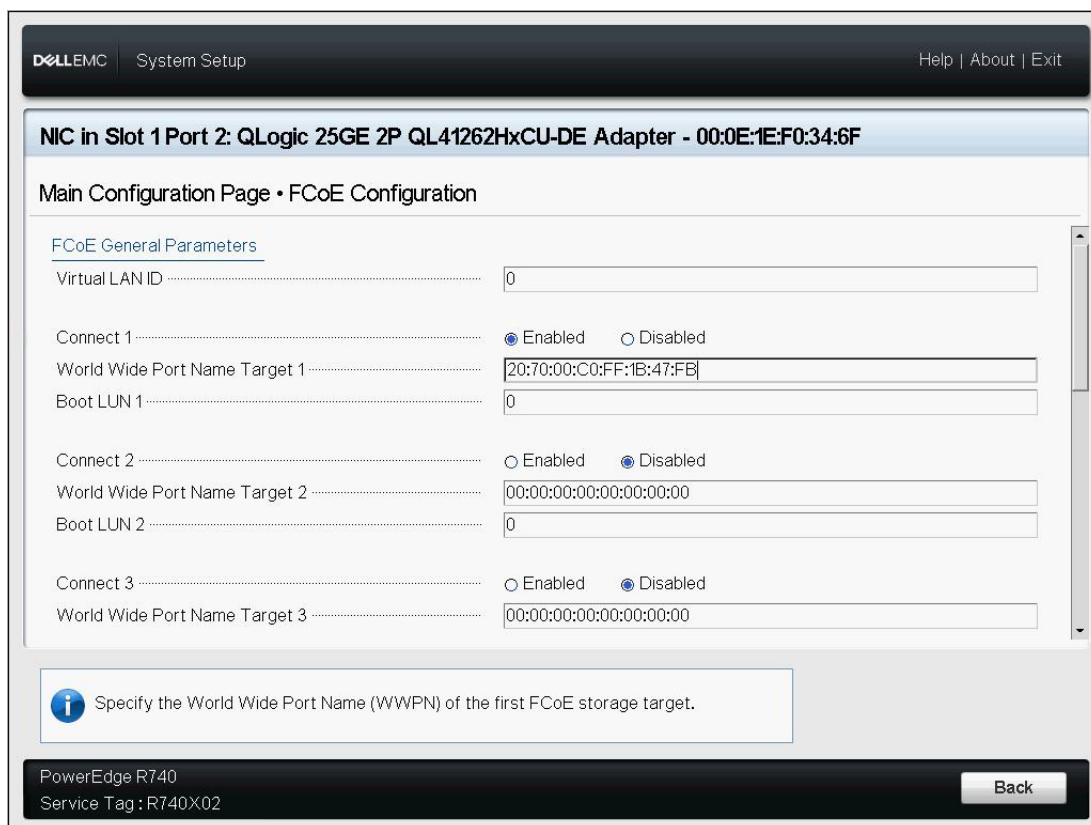 DELLEMC System Setup Help | About | Exit
NIC in Slot 1 Port 2: QLogic 25GE 2P QL41262HxCU-DE Adapter - 00:0E:1E:F0:34:6F
Main Configuration Page • FCoE Configuration
FCoE General Parameters
Virtual LAN ID 0
Connect 1 Enabled Disabled
World Wide Port Name Target 1 20:70:00:C0:FF:1B:47:FB
Boot LUN 1 0
Connect 2 Enabled Disabled
World Wide Port Name Target 2 00:00:00:00:00:00:00:00
Boot LUN 2 0
Connect 3 Enabled Disabled
World Wide Port Name Target 3 00:00:00:00:00:00:00:00
Specify the World Wide Port Name (WWPN) of the first FCoE storage target.
PowerEdge R740
Service Tag : R740X02
Back